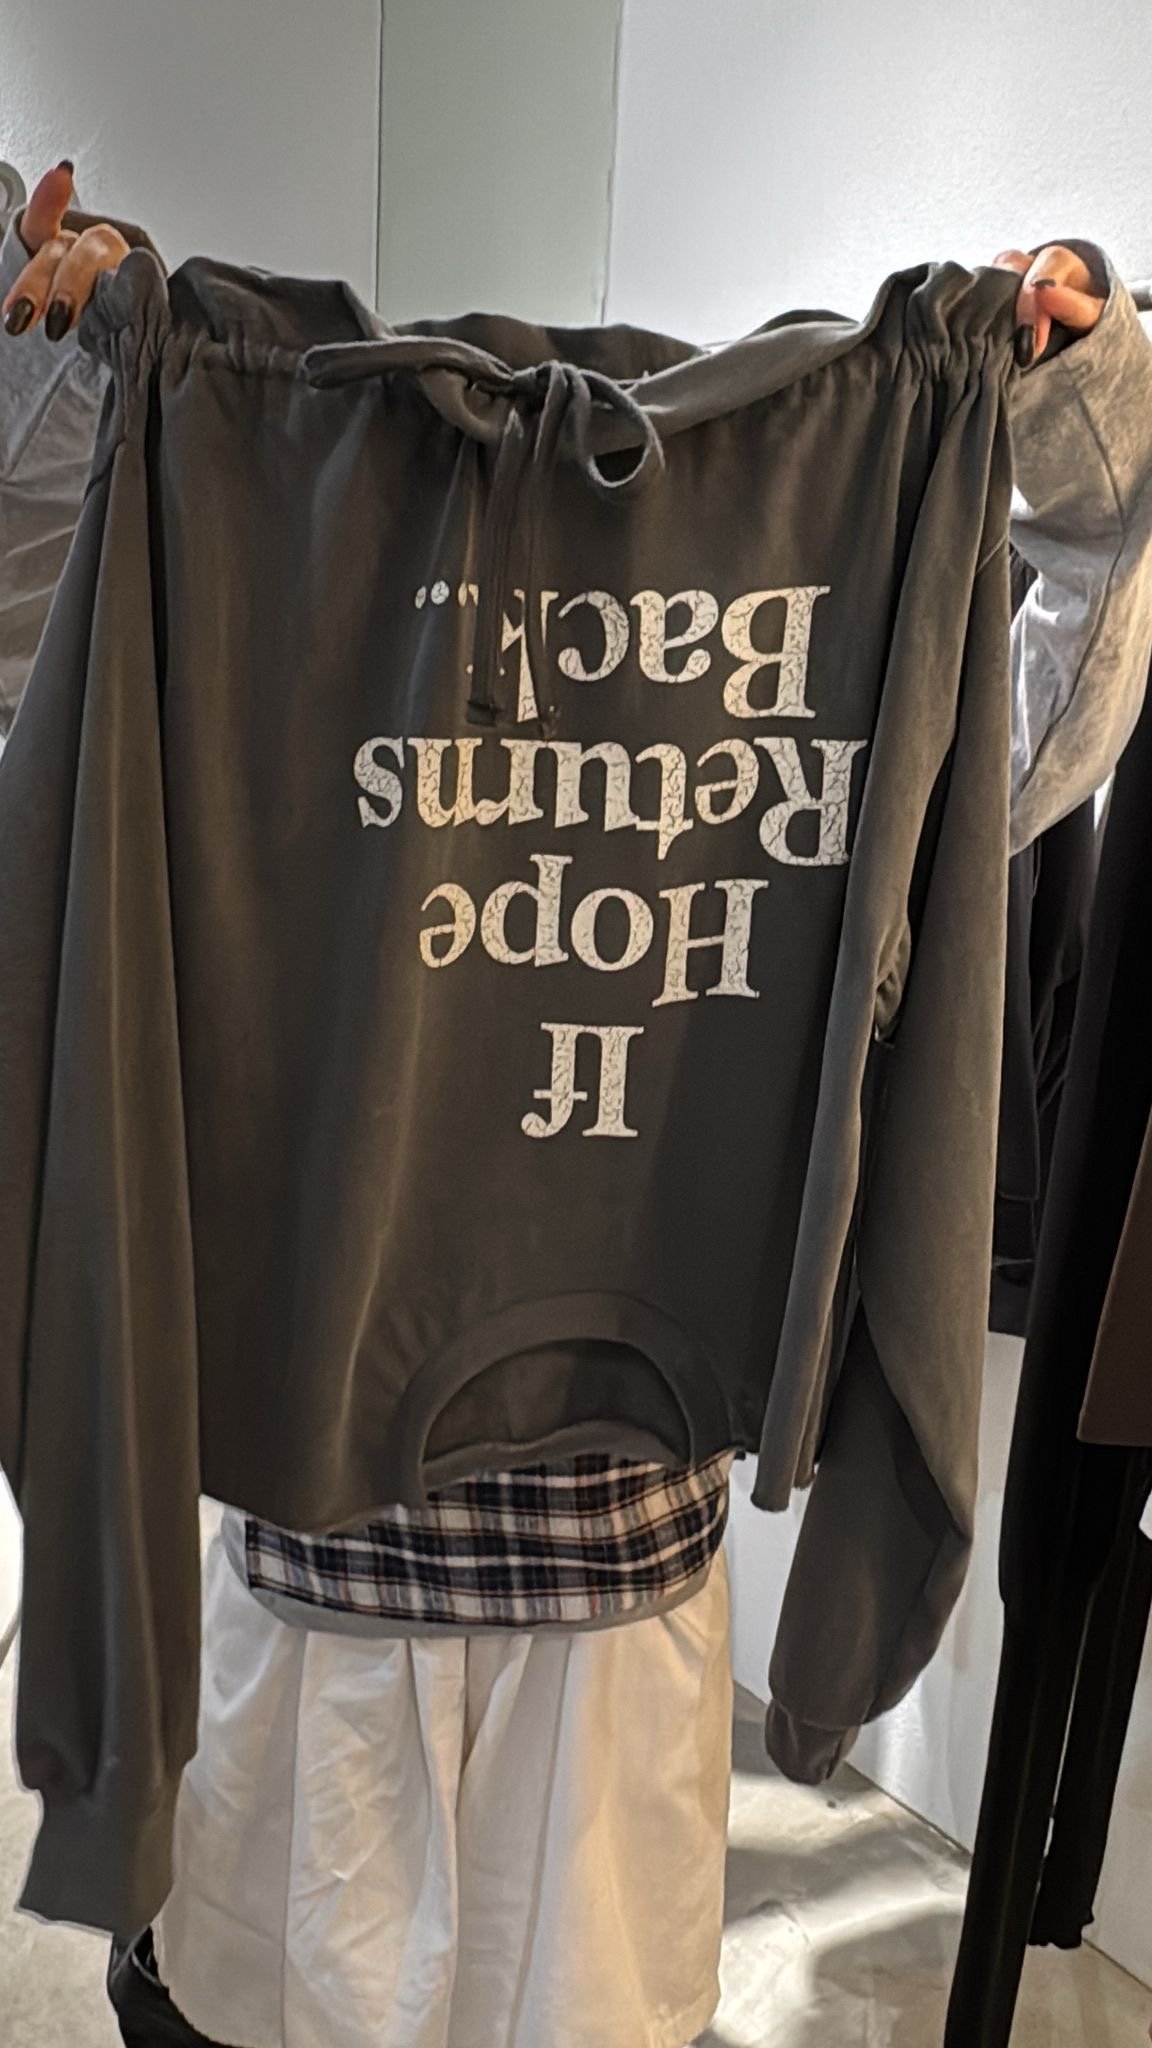 If
Hope
Returns
Back...